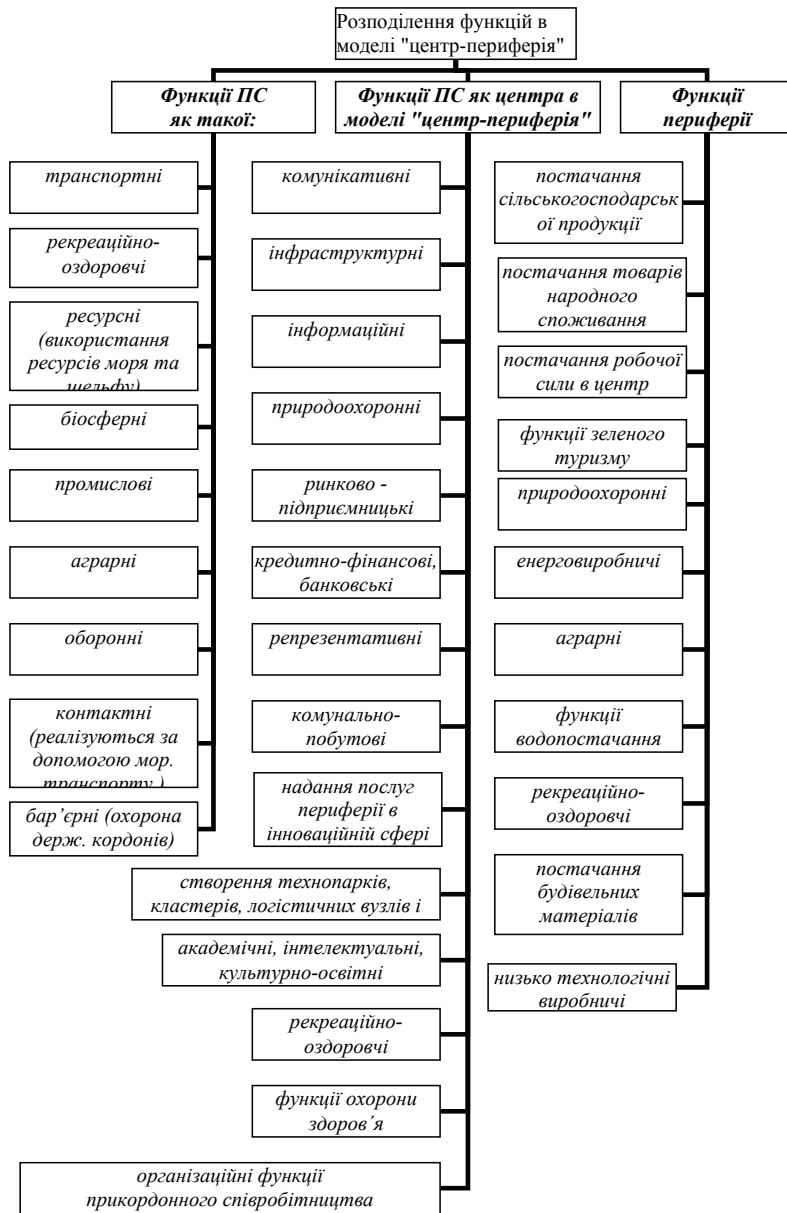 Розподілення функцій в
моделі "центр-периферія"
Функції ПС
як такої:
транспортні
рекреаційно-
оздоровчі
ресурсні
(використання
ресурсів моря та
шельфу)
біосферні
промислові
аграрні
оборонні
контактні
(реалізуються за
допомогою мор.
транспорту )
бар’єрні (охорона
держ. кордонів)
Функції ПС як центра в
моделі "центр-периферія"
комунікативні
інфраструктурні
інформаційні
природоохоронні
ринково -
підприємницькі
кредитно-фінансові,
банковські
репрезентативні
комунально-
побутові
надання послуг
периферії в
інноваційній сфері
створення технопарків,
кластерів, логістичних вузлів і
академічні, інтелектуальні,
культурно-освітні
рекреаційно-
оздоровчі
функції охорони
здоров´я
організаційні функції
прикордонного співробітництва
Функції
периферії
постачання
сільськогосподарськ
ої продукції
постачання товарів
народного
споживання
постачання робочої
сили в центр
функції зеленого
туризму
природоохоронні
енерговиробничі
аграрні
функції
водопостачання
рекреаційно-
оздоровчі
постачання
будівельних
матеріалів
низько технологічні
виробничі